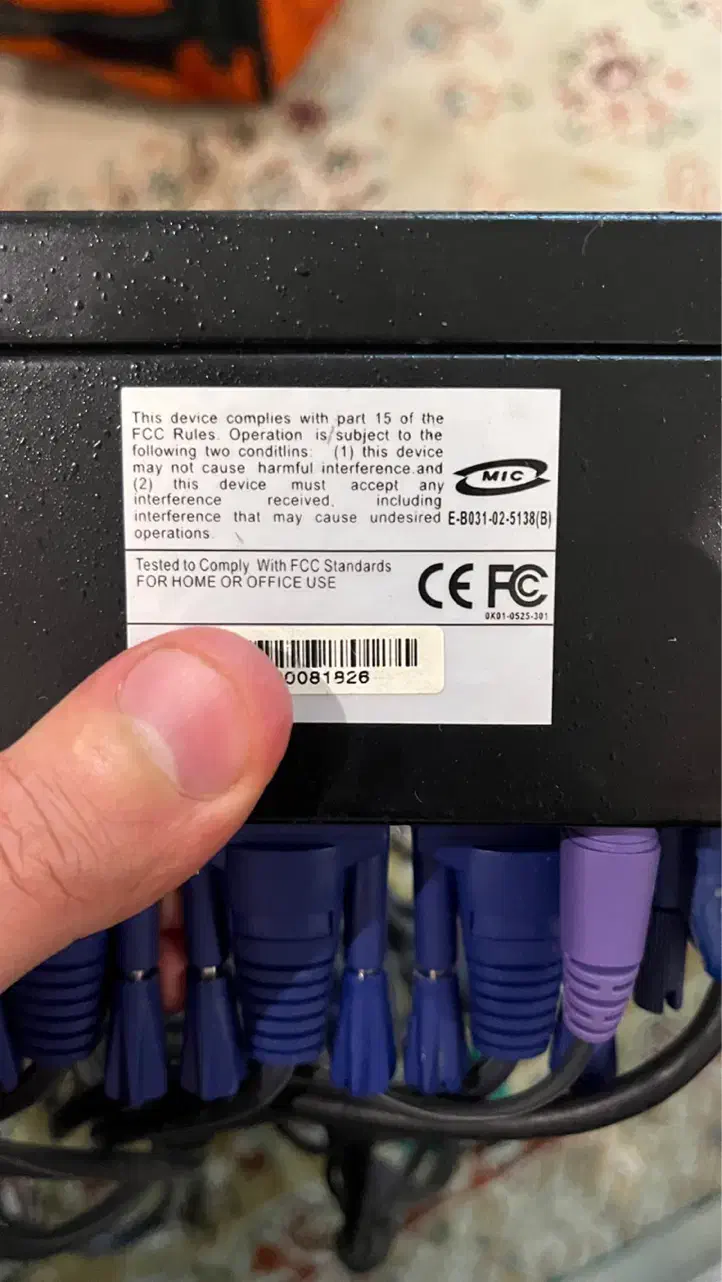 This device complies with part 15 of the
FCC Rules. Operation is subject to the
following two conditlins: (1) this device
may not cause harmful interference.and
(2) this device must accept any
interference received, including
interference that may cause undesired
operations.
MIC
E-B031-02-5138(B)
Tested to Comply With FCC Standards
FOR HOME OR OFFICE USE
CE FC
0K01-0525-301
0081826